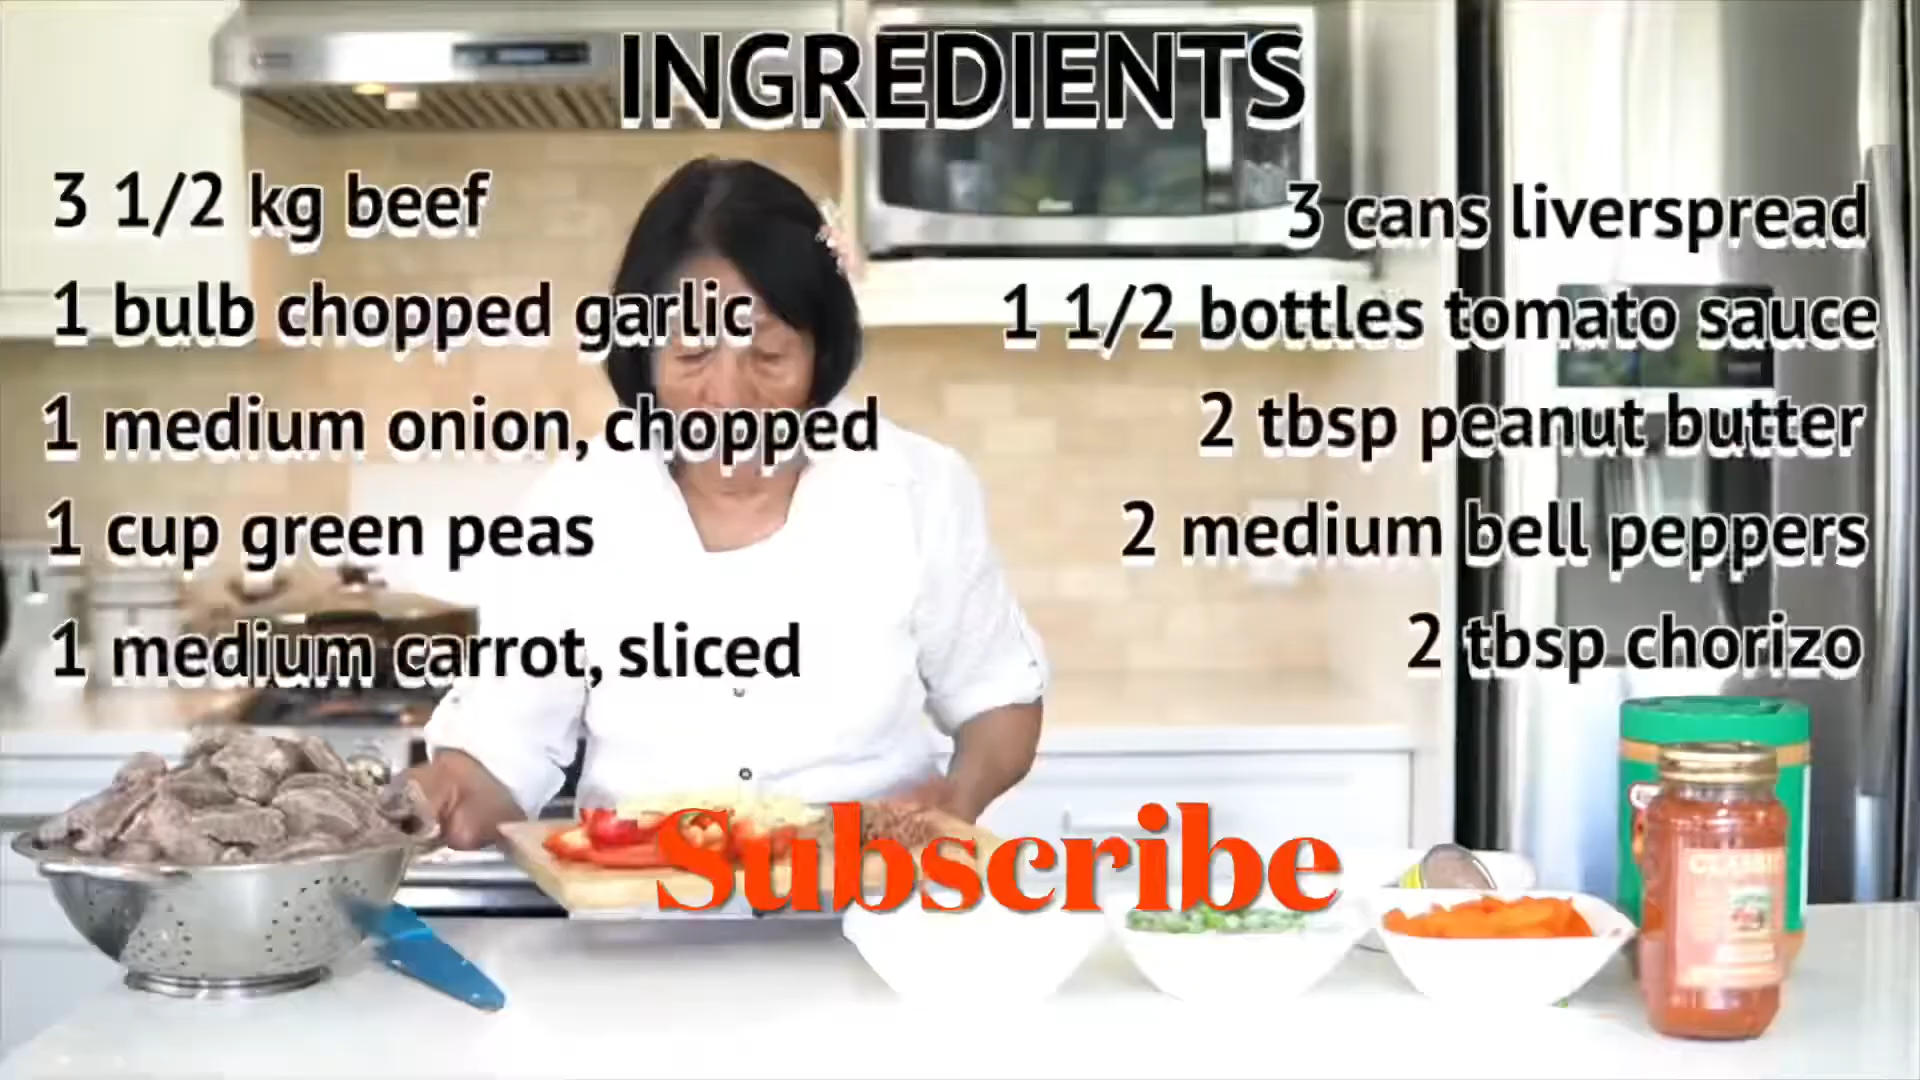 INGREDIENTS
3 1/2 kg beef
1 bulb chopped garlic
1 medium onion, chopped
1 cup green peas
1 medium carrot, sliced
3 cans liverspread
1 1/2 bottles tomato sauce
2 tbsp peanut butter
2 medium bell peppers
2 tbsp chorizo
Subscribe
CLASSIC